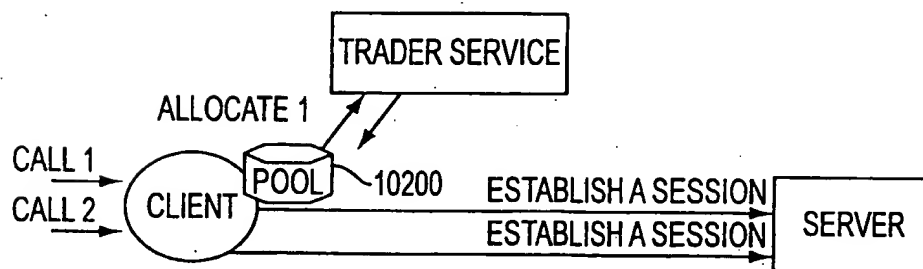 TRADER SERVICE
ALLOCATE 1
CALL 1
POOL
10200
ESTABLISH A SESSION
CALL 2
CLIENT
SERVER
ESTABLISH A SESSION